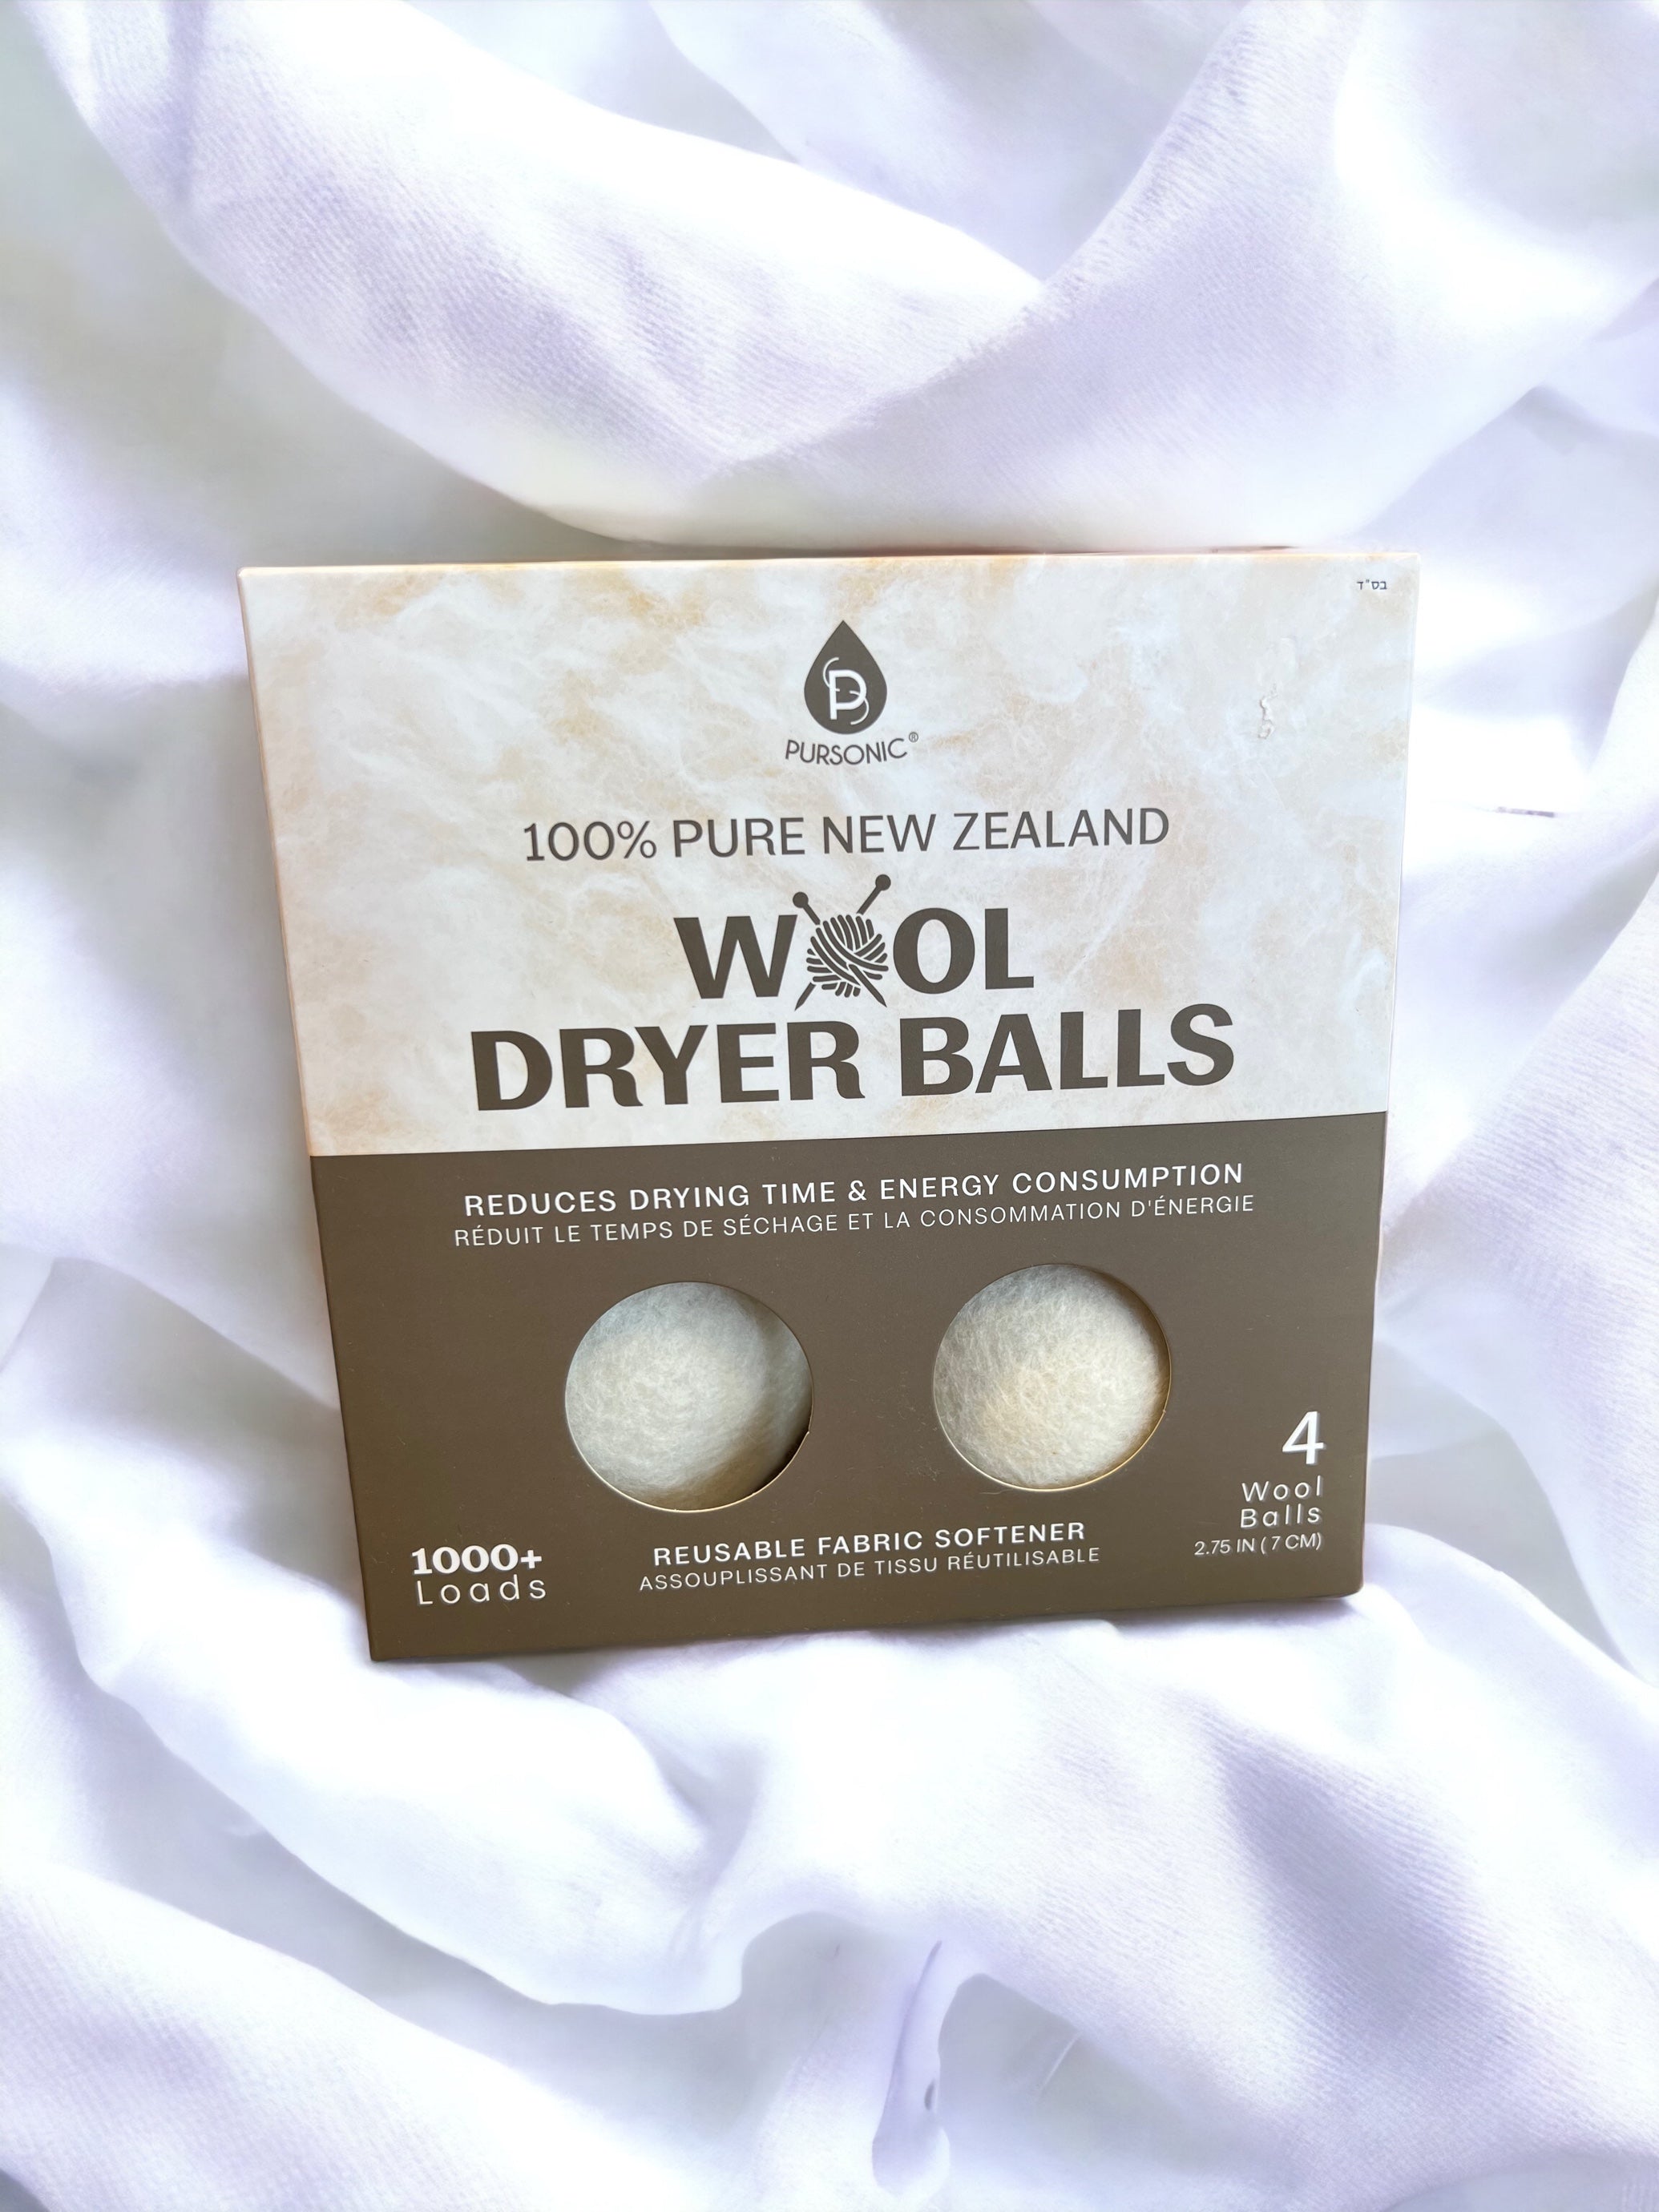 בס"ד
PURSONIC®
100% PURE NEW ZEALAND
WOOL
DRYER BALLS
REDUCES DRYING TIME & ENERGY CONSUMPTION
RÉDUIT LE TEMPS DE SÉCHAGE ET LA CONSOMMATION D'ÉNERGIE
1000+
Loads
REUSABLE FABRIC SOFTENER
ASSOUPLISSANT DE TISSU RÉUTILISABLE
4
Wool
Balls
2.75 IN ( 7 CM)